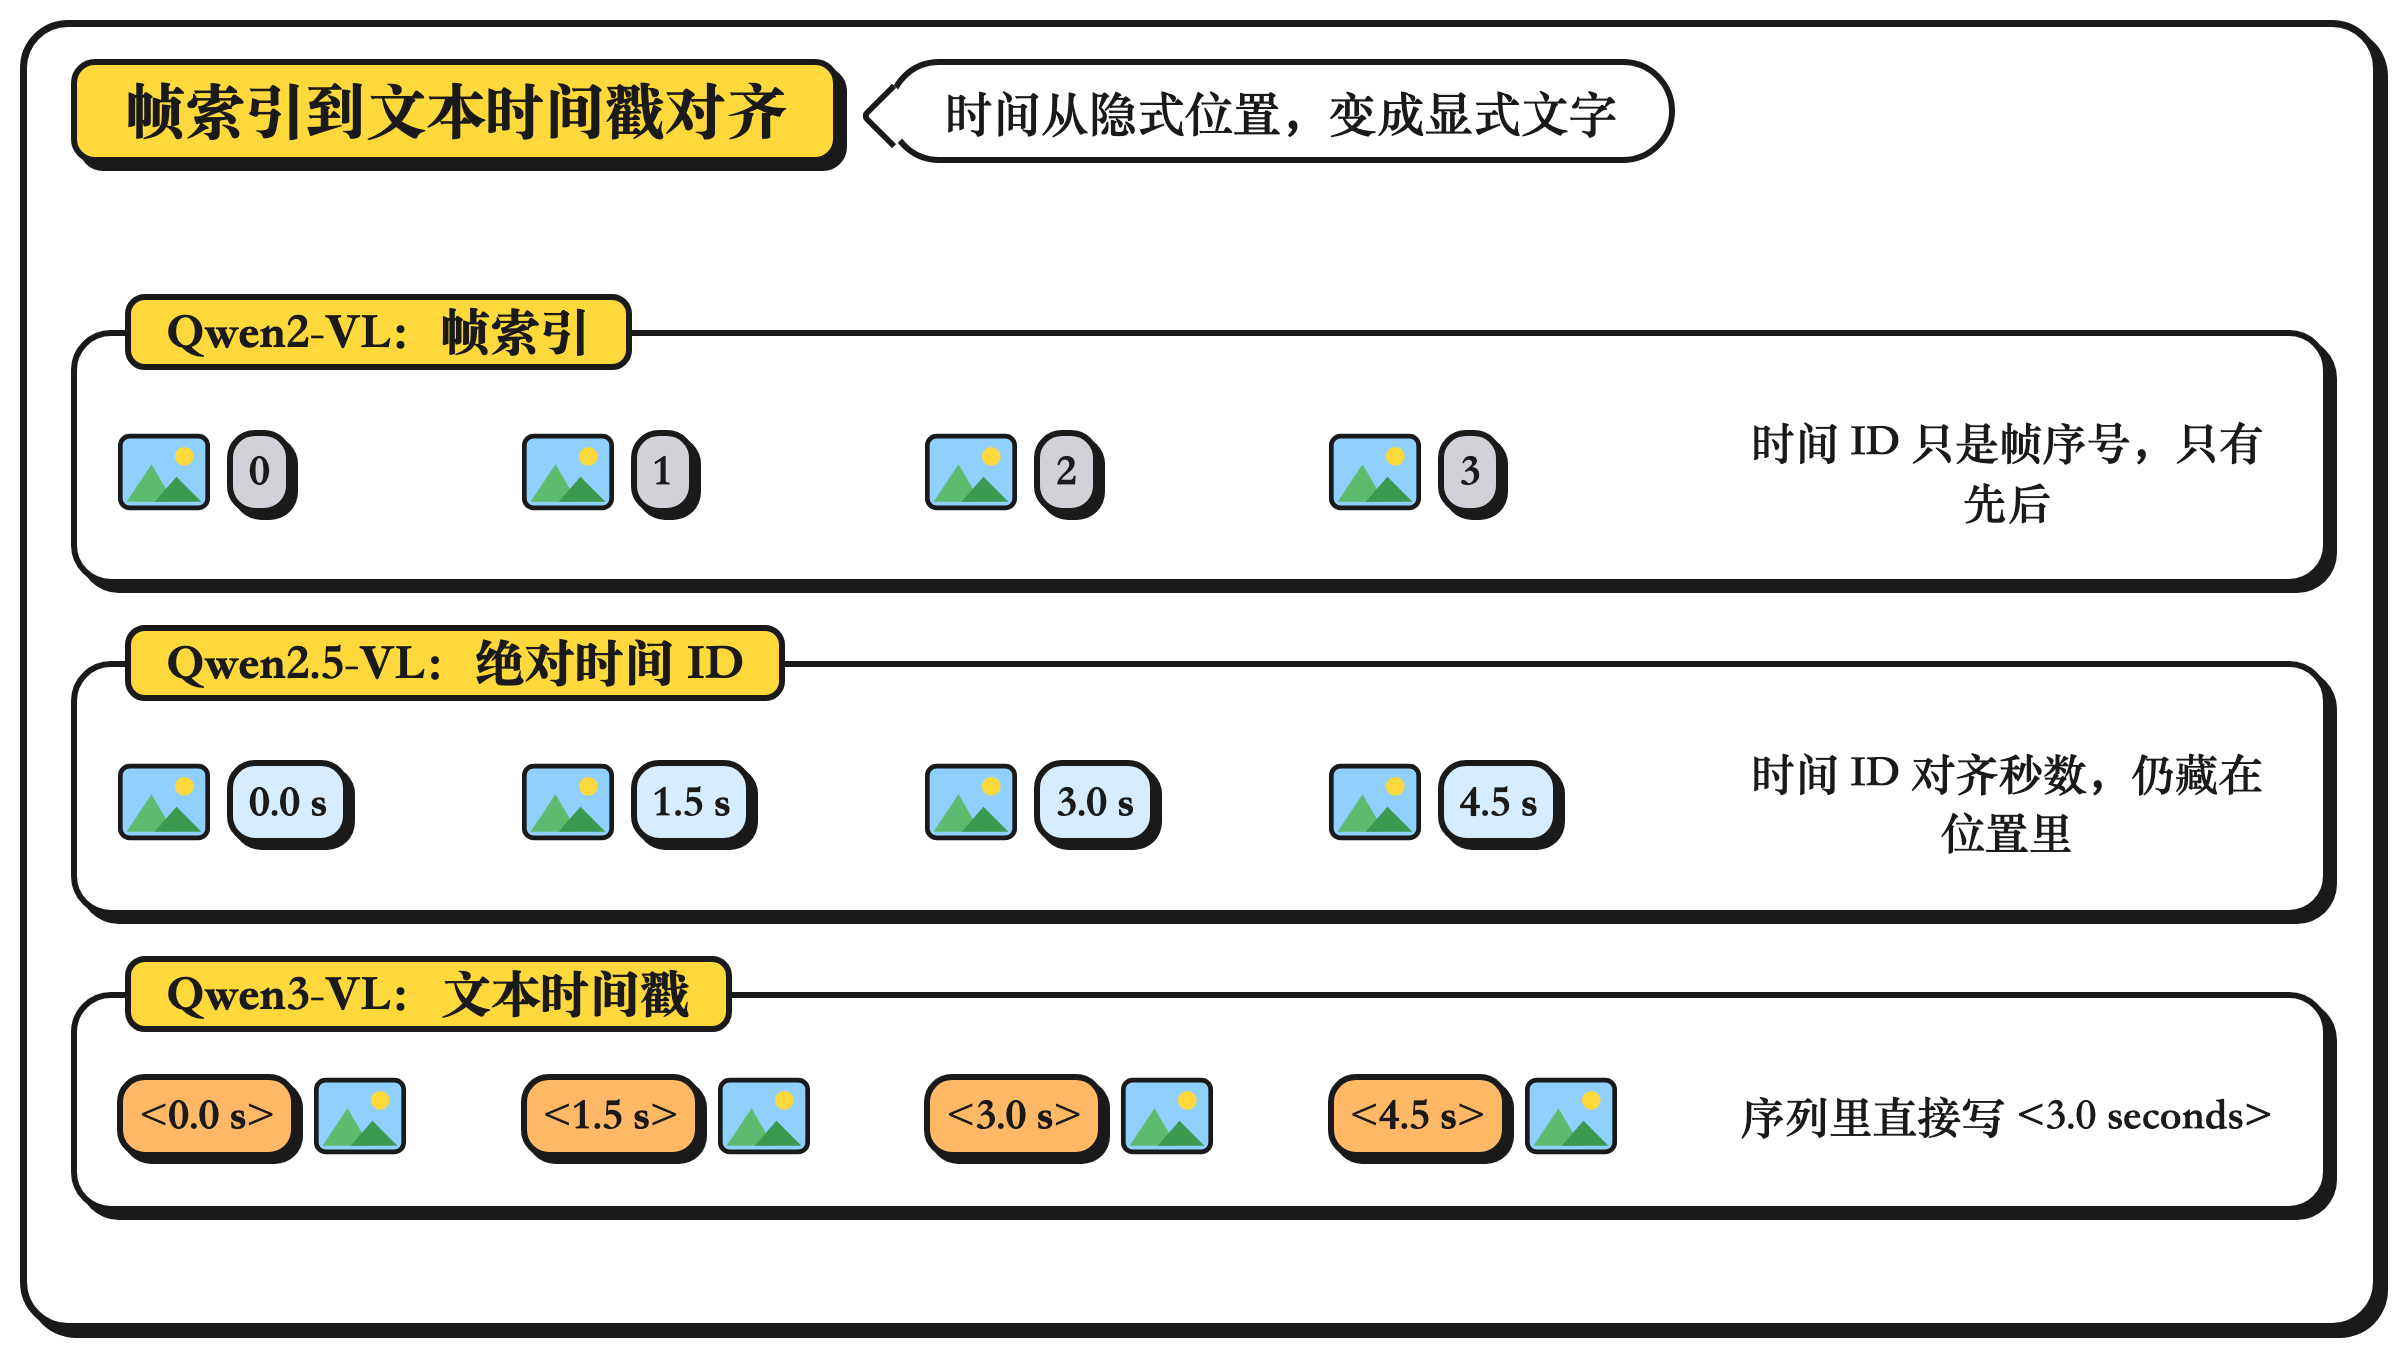 帧索引到文本时间戳对齐
时间从隐式位置，变成显式文字
Qwen2-VL：帧索引
0 1 2 3
时间 ID 只是帧序号，只有
先后
Qwen2.5-VL：绝对时间 ID
0.0 s 1.5 s 3.0 s 4.5 s
时间 ID 对齐秒数，仍藏在
位置里
Qwen3-VL：文本时间戳
<0.0 s> <1.5 s> <3.0 s> <4.5 s>
序列里直接写 <3.0 seconds>